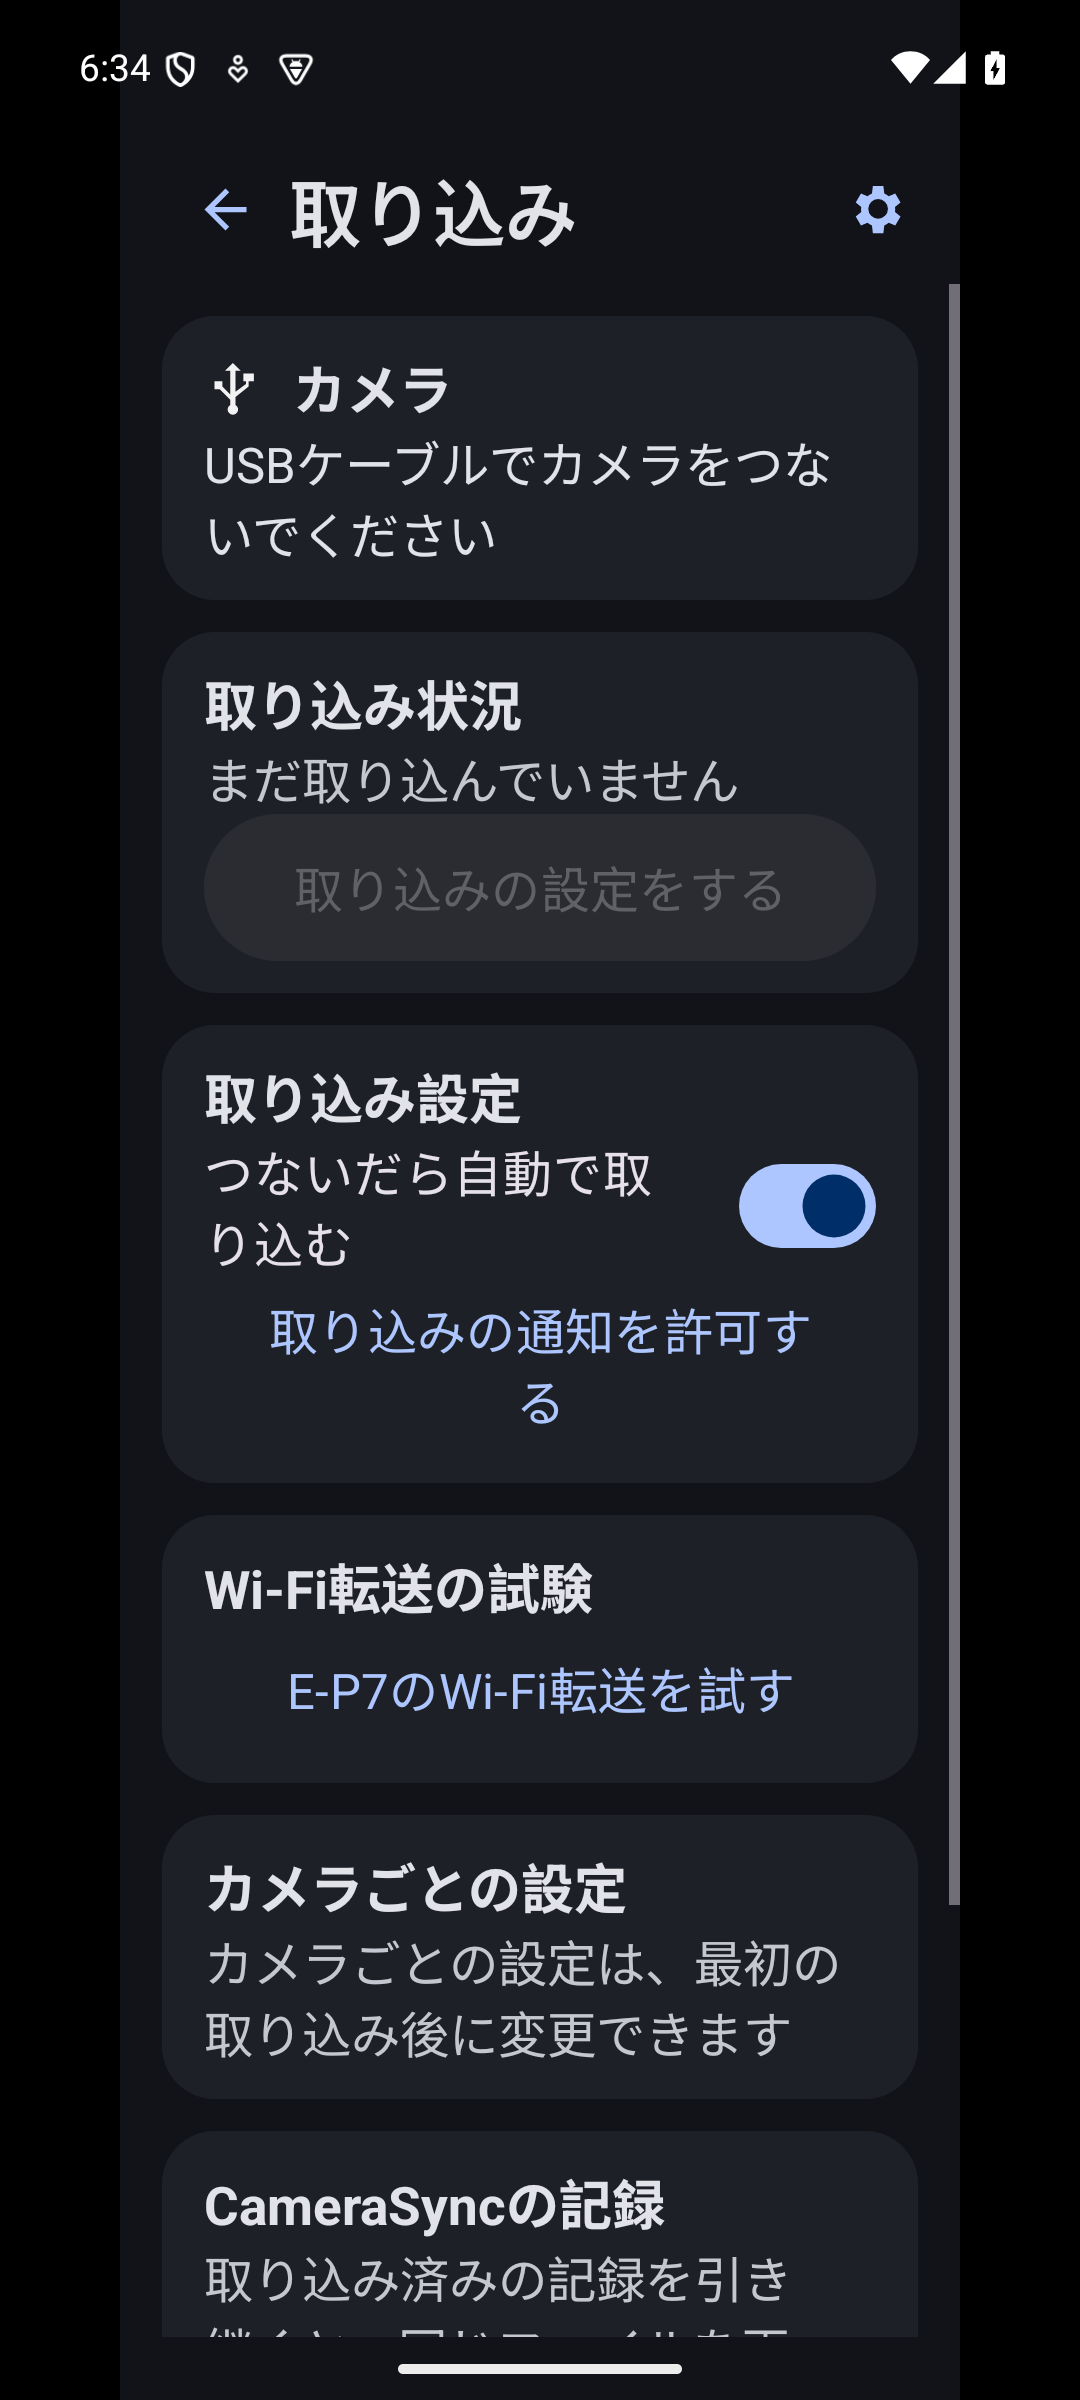 6:34
取り込み
カメラ
USBケーブルでカメラをつな
いでください
取り込み状況
まだ取り込んでいません
取り込みの設定をする
取り込み設定
つないだら自動で取
り込む
取り込みの通知を許可す
る
Wi-Fi転送の試験
E-P7のWi-Fi転送を試す
カメラごとの設定
カメラごとの設定は、最初の
取り込み後に変更できます
CameraSyncの記録
取り込み済みの記録を引き